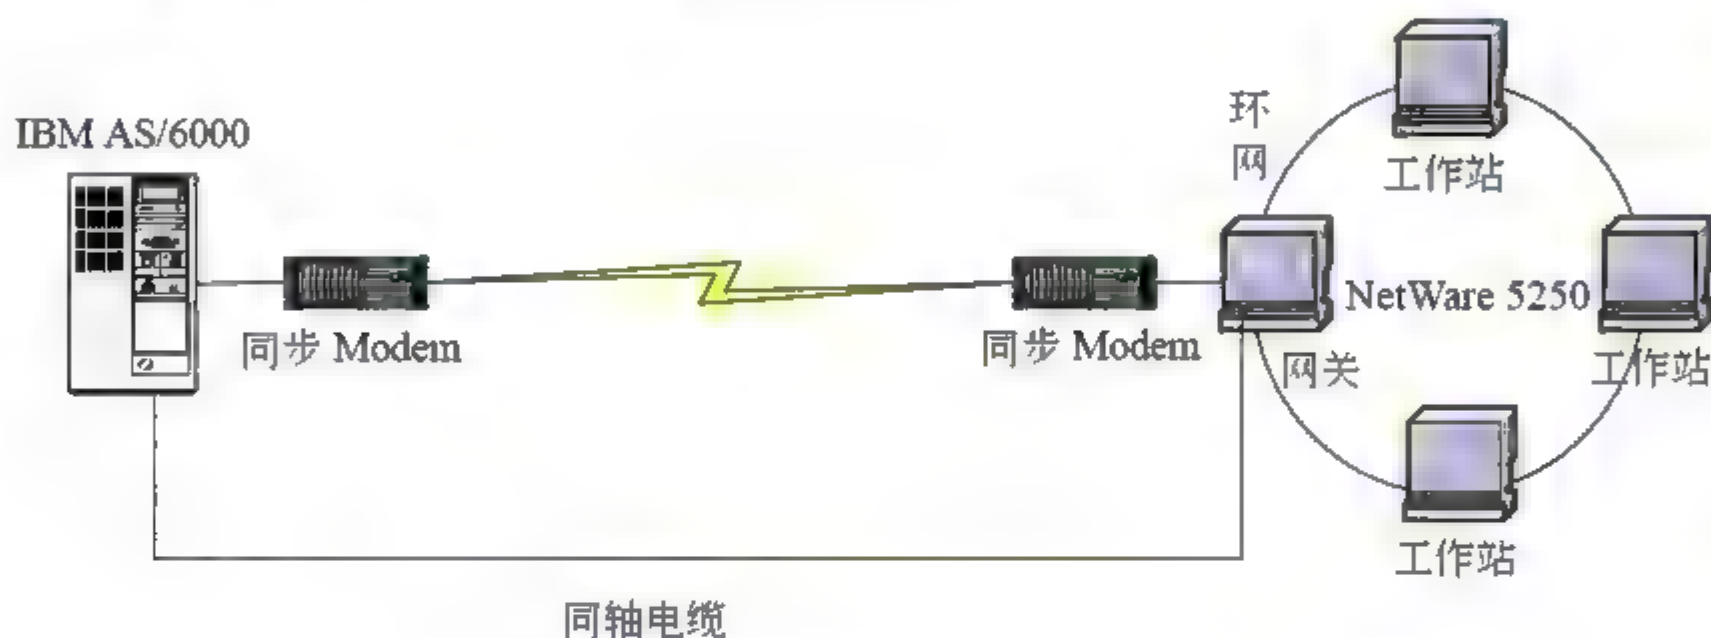 IBM AS/6000
同步 Modem
同步 Modem
环
网
工作站
NetWare 5250
网关
工作站
工作站
同轴电缆